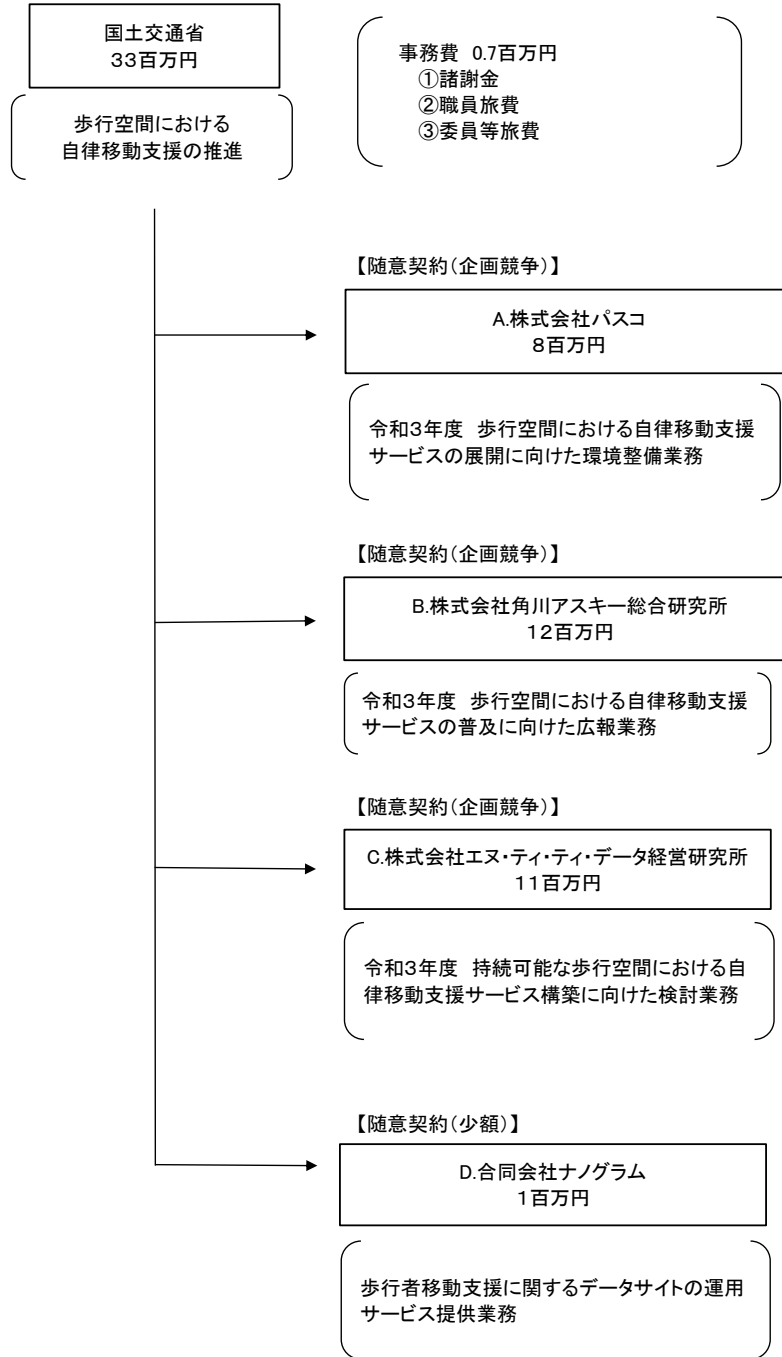 国土交通省
33百万円
歩行空間における
自律移動支援の推進
事務費 0.7百万円
①諸謝金
②職員旅費
③委員等旅費
【随意契約(企画競争)】
A.株式会社パスコ
8百万円
令和3年度 歩行空間における自律移動支援
サービスの展開に向けた環境整備業務
【随意契約(企画競争)】
B.株式会社角川アスキー総合研究所
12百万円
令和3年度 歩行空間における自律移動支援
サービスの普及に向けた広報業務
【随意契約(企画競争)】
C.株式会社エヌ・ティ・ティ・データ経営研究所
11百万円
令和3年度 持続可能な歩行空間における自
律移動支援サービス構築に向けた検討業務
【随意契約(少額)】
D.合同会社ナノグラム
1百万円
歩行者移動支援に関するデータサイトの運用
サービス提供業務